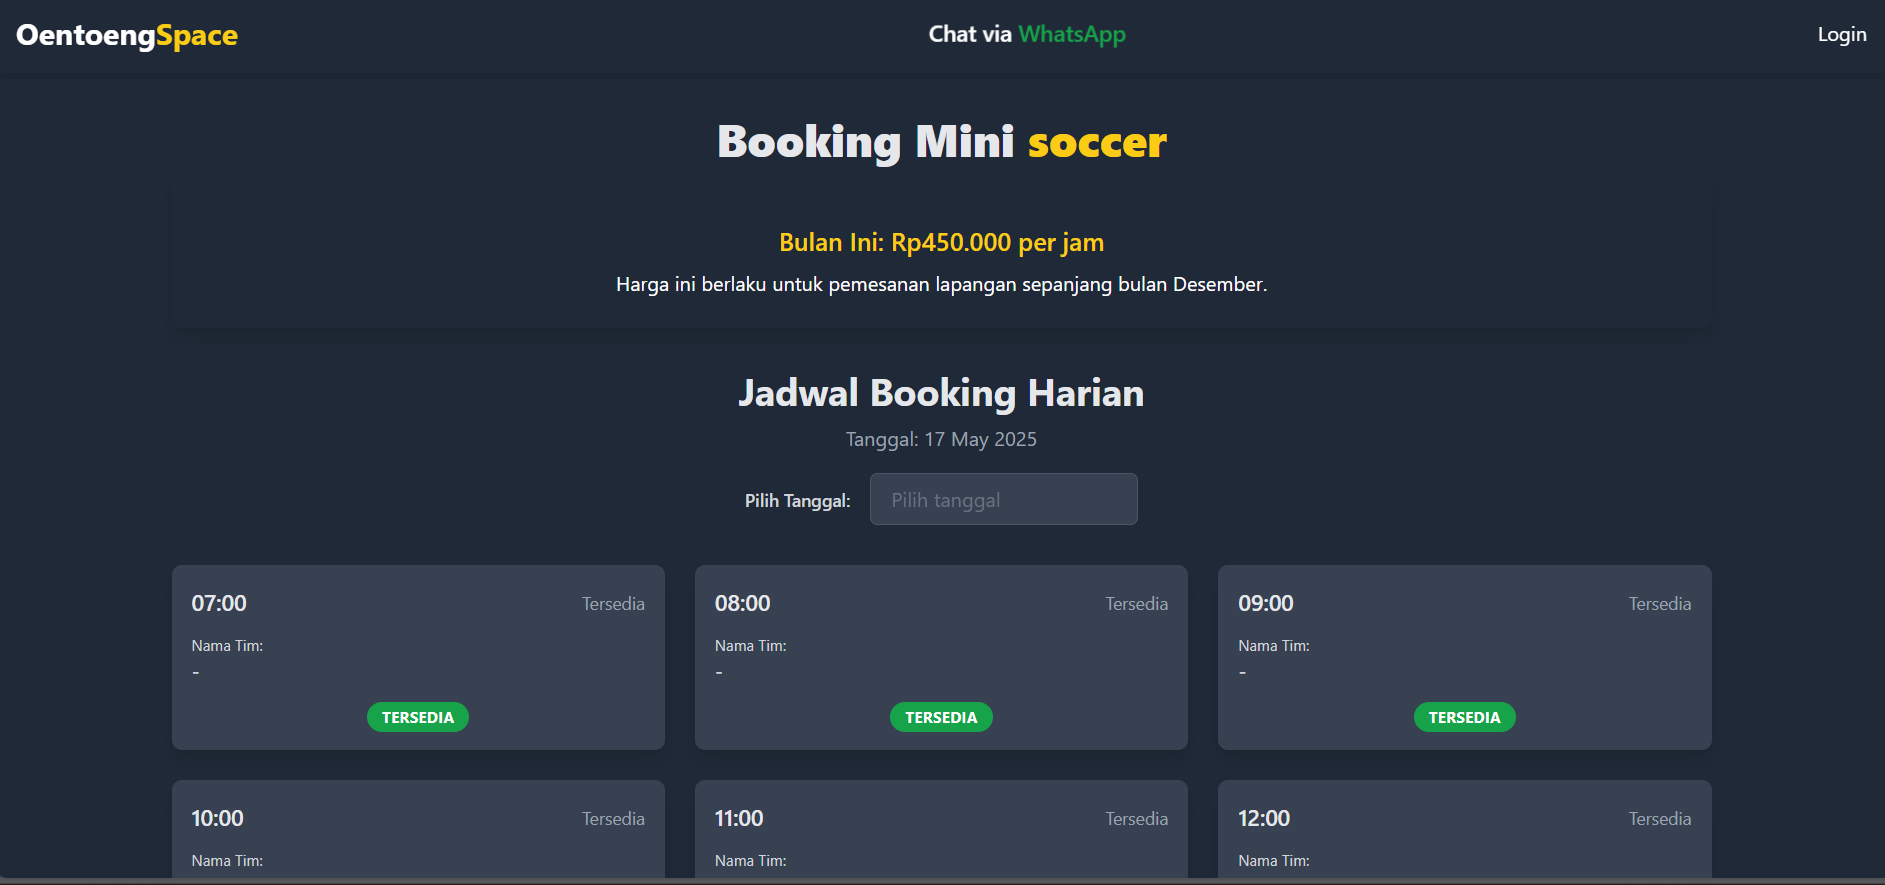 OentoengSpace
Chat via WhatsApp
Login
Booking Mini soccer
Bulan Ini: Rp450.000 per jam
Harga ini berlaku untuk pemesanan lapangan sepanjang bulan Desember.
Jadwal Booking Harian
Tanggal: 17 May 2025
Pilih Tanggal: Pilih tanggal
07:00 Tersedia
Nama Tim:
-
TERSEDIA
08:00 Tersedia
Nama Tim:
-
TERSEDIA
09:00 Tersedia
Nama Tim:
-
TERSEDIA
10:00 Tersedia
Nama Tim:
11:00 Tersedia
Nama Tim:
12:00 Tersedia
Nama Tim: